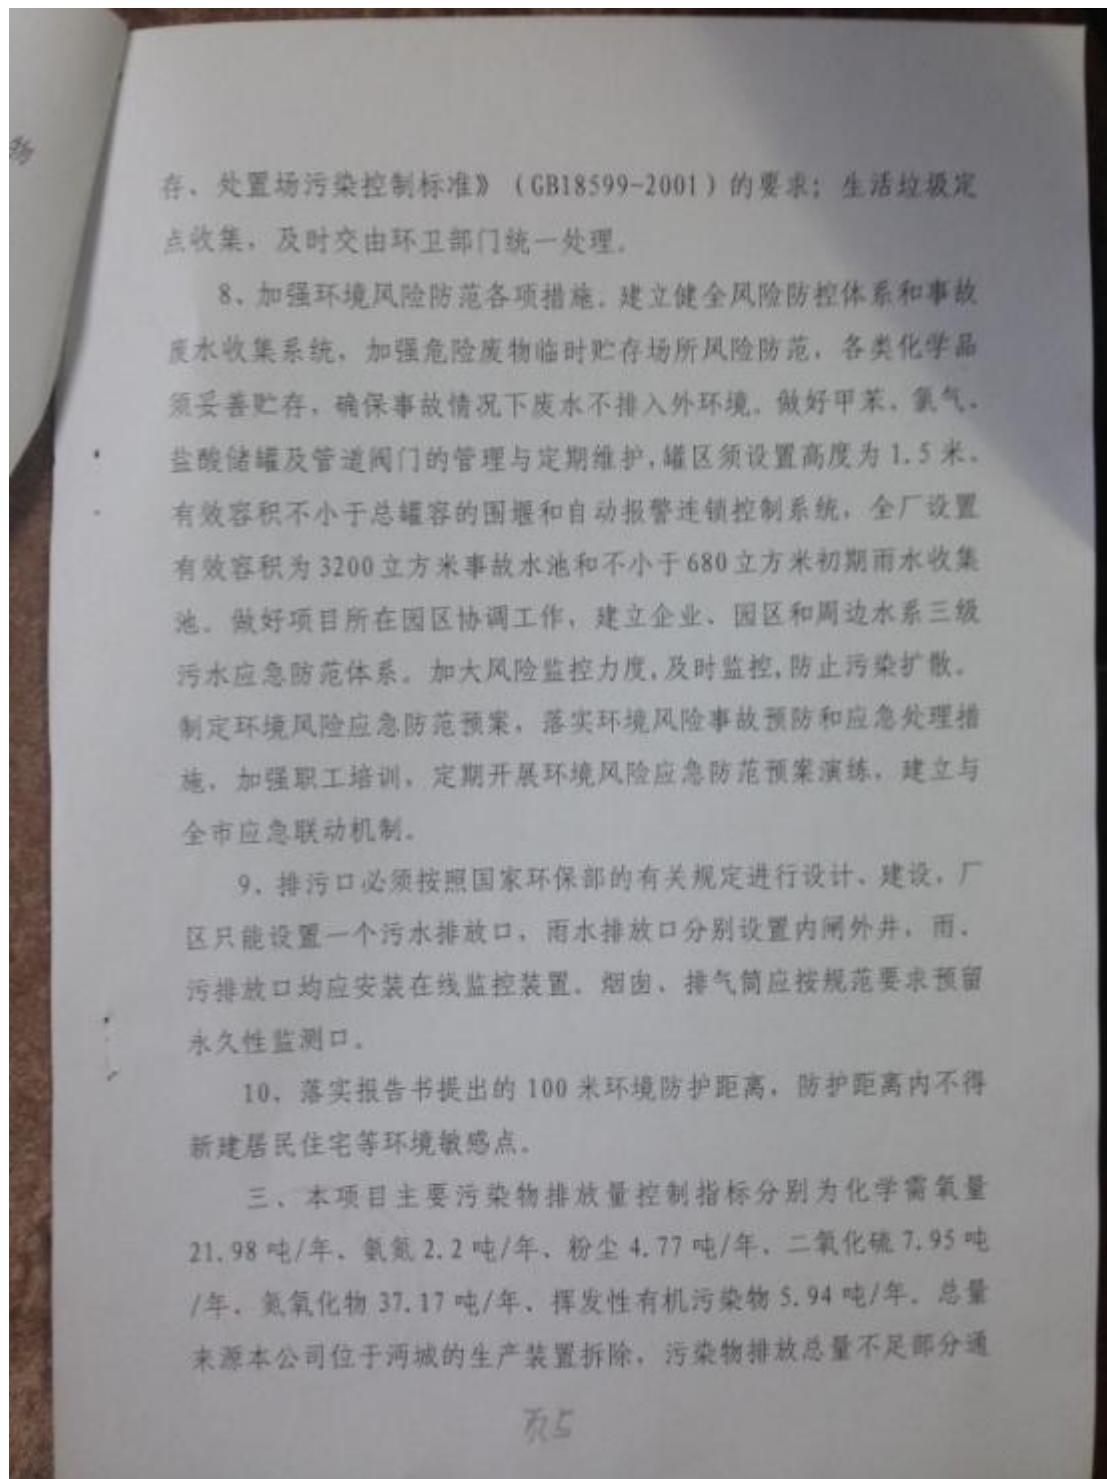 存、处置场污染控制标准》（GB18599-2001）的要求；生活垃圾定
点收集，及时交由环卫部门统一处理。
8、加强环境风险防范各项措施。建立健全风险防控体系和事故
废水收集系统，加强危险废物临时贮存场所风险防范，各类化学品
须妥善贮存，确保事故情况下废水不排入外环境。做好甲苯、氯气、
盐酸储罐及管道阀门的管理与定期维护,罐区须设置高度为1.5米、
有效容积不小于总罐容的围堰和自动报警连锁控制系统，全厂设置
有效容积为3200立方米事故水池和不小于680立方米初期雨水收集
池。做好项目所在园区协调工作，建立企业、园区和周边水系三级
污水应急防范体系。加大风险监控力度,及时监控,防止污染扩散。
制定环境风险应急防范预案，落实环境风险事故预防和应急处理措
施，加强职工培训，定期开展环境风险应急防范预案演练，建立与
全市应急联动机制。
9、排污口必须按照国家环保部的有关规定进行设计、建设，厂
区只能设置一个污水排放口，雨水排放口分别设置内闸外井，雨、
污排放口均应安装在线监控装置。烟囱、排气筒应按规范要求预留
永久性监测口。
10、落实报告书提出的100米环境防护距离，防护距离内不得
新建居民住宅等环境敏感点。
三、本项目主要污染物排放量控制指标分别为化学需氧量
21.98吨/年、氨氮2.2吨/年、粉尘4.77吨/年、二氧化硫7.95吨
/年、氮氧化物37.17吨/年、挥发性有机污染物5.94吨/年。总量
来源本公司位于沔城的生产装置拆除，污染物排放总量不足部分通